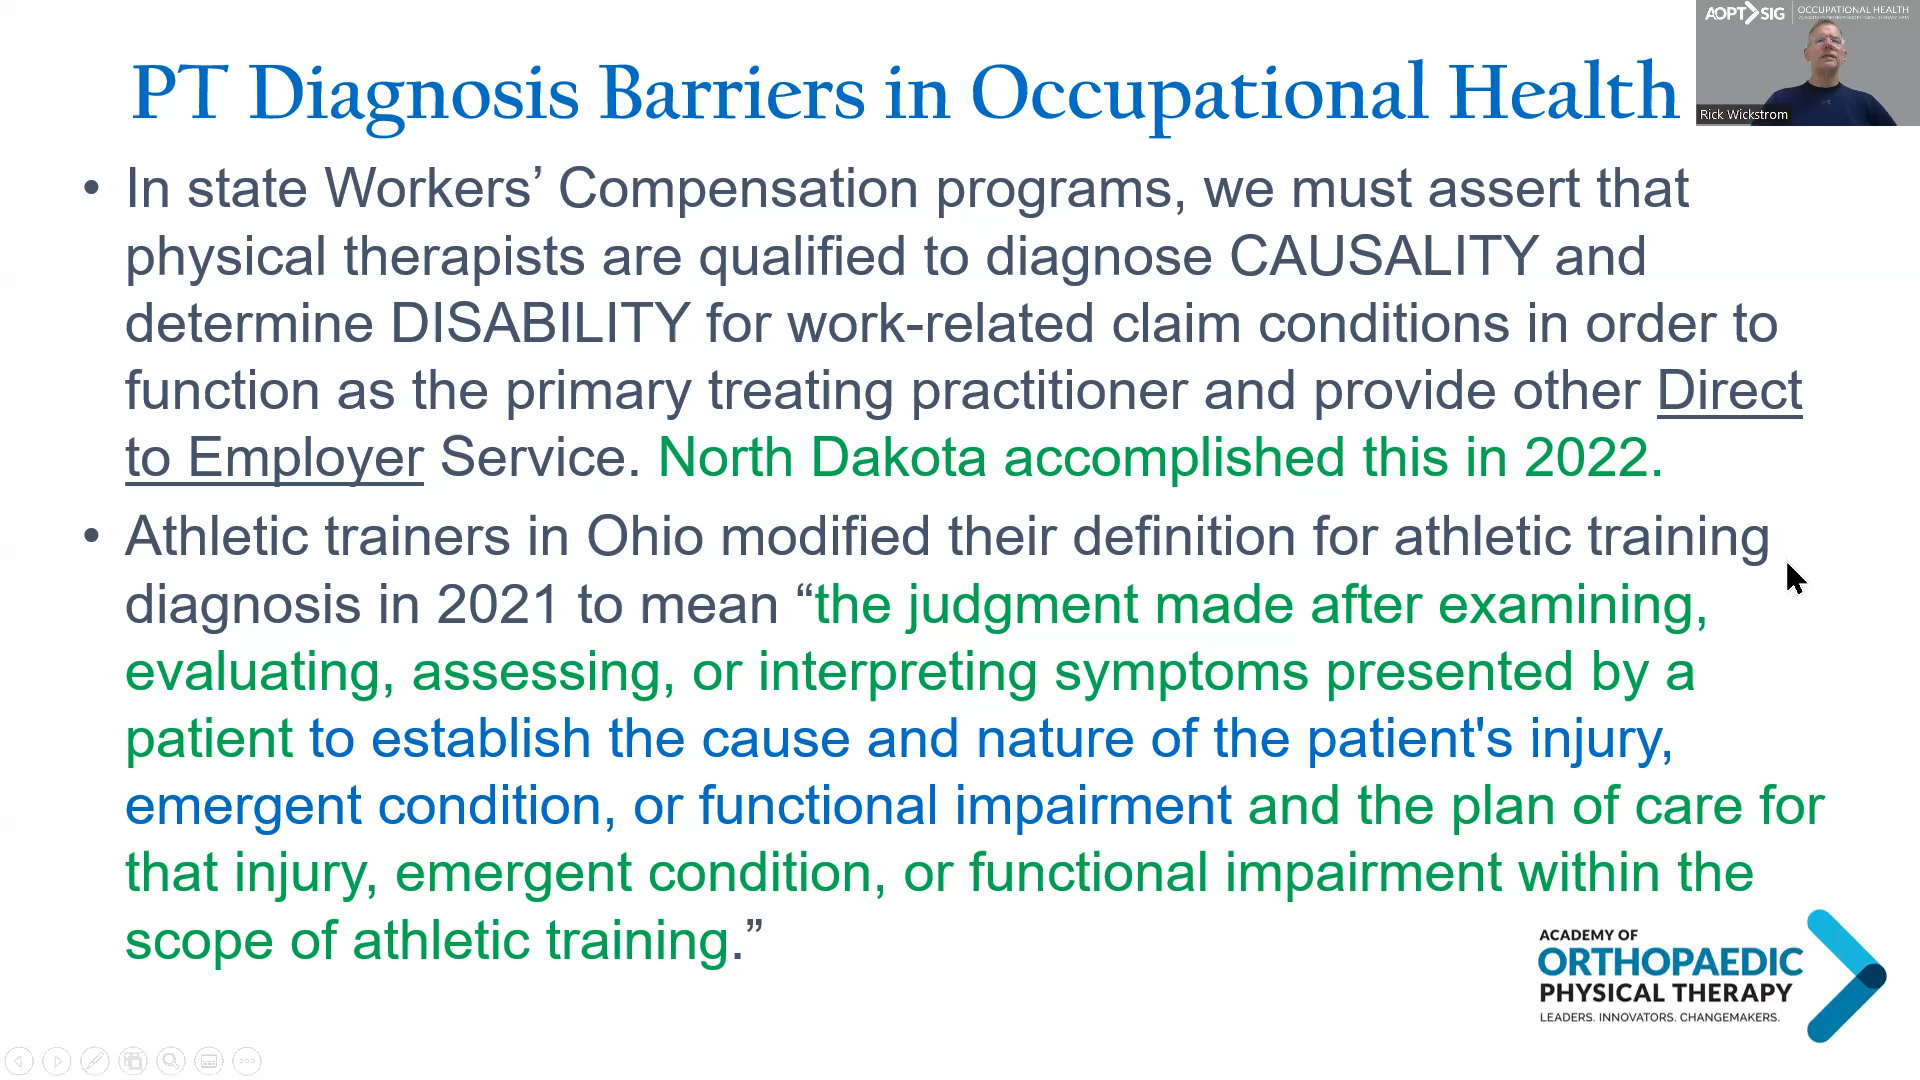 AOPT SIG OCCUPATIONAL HEALTH
Rick Wickstrom
PT Diagnosis Barriers in Occupational Health
• In state Workers’ Compensation programs, we must assert that
physical therapists are qualified to diagnose CAUSALITY and
determine DISABILITY for work-related claim conditions in order to
function as the primary treating practitioner and provide other Direct
to Employer Service. North Dakota accomplished this in 2022.
• Athletic trainers in Ohio modified their definition for athletic training
diagnosis in 2021 to mean “the judgment made after examining,
evaluating, assessing, or interpreting symptoms presented by a
patient to establish the cause and nature of the patient's injury,
emergent condition, or functional impairment and the plan of care for
that injury, emergent condition, or functional impairment within the
scope of athletic training.”
ACADEMY OF
ORTHOPAEDIC
PHYSICAL THERAPY
LEADERS. INNOVATORS. CHANGEMAKERS.